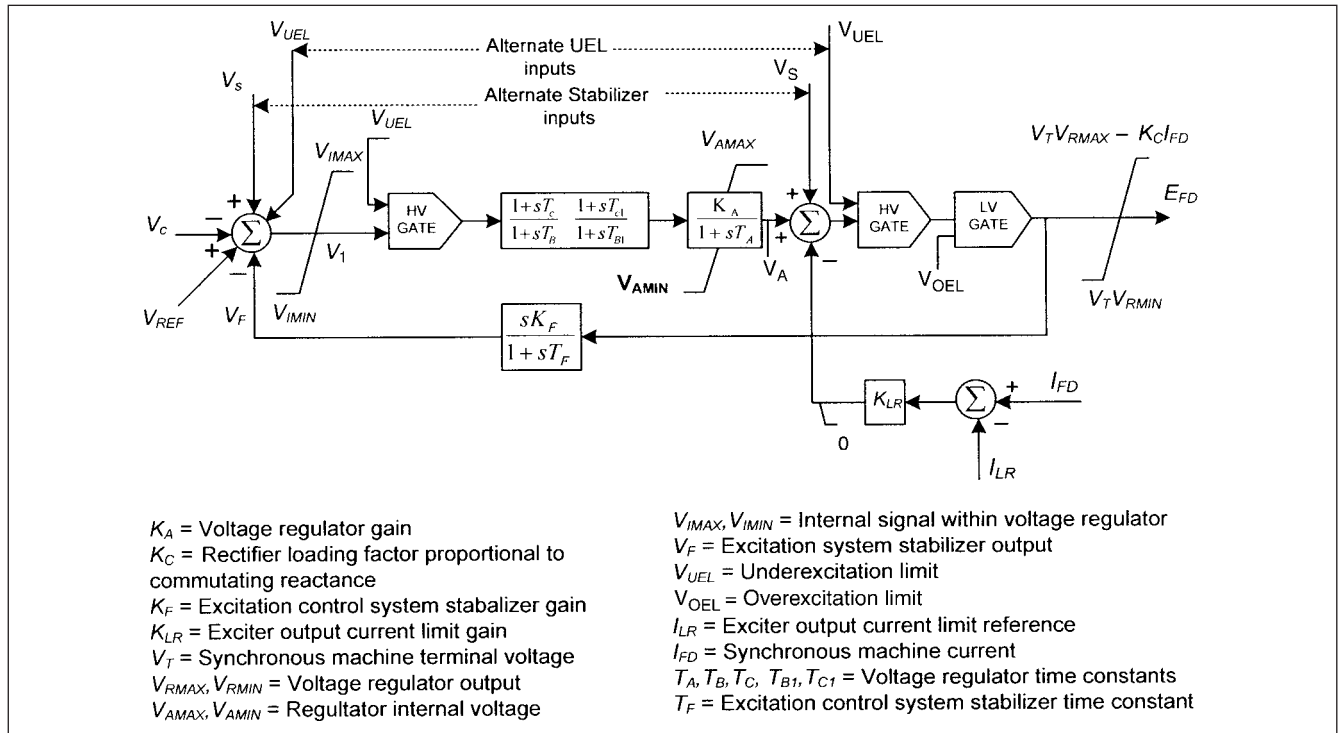 V_UEL
Alternate UEL inputs
V_UEL
V_s
Alternate Stabilizer inputs
V_S
V_UEL
V_IMAX
V_AMAX
V_T V_RMAX − K_C I_FD
+
−
V_c
+
Σ
−
V_1
HV GATE
1+sT_c / 1+sT_B  1+sT_c1 / 1+sT_B1
K_A / 1+sT_A
+
+
Σ
−
HV GATE
LV GATE
E_FD
V_REF
V_F
V_IMIN
V_AMIN
V_A
V_OEL
V_T V_RMIN
sK_F / 1+sT_F
0
K_LR
Σ
+
−
I_FD
I_LR
K_A = Voltage regulator gain
K_C = Rectifier loading factor proportional to
commutating reactance
K_F = Excitation control system stabalizer gain
K_LR = Exciter output current limit gain
V_T = Synchronous machine terminal voltage
V_RMAX, V_RMIN = Voltage regulator output
V_AMAX, V_AMIN = Regultator internal voltage
V_IMAX, V_IMIN = Internal signal within voltage regulator
V_F = Excitation system stabilizer output
V_UEL = Underexcitation limit
V_OEL = Overexcitation limit
I_LR = Exciter output current limit reference
I_FD = Synchronous machine current
T_A, T_B, T_C, T_B1, T_C1 = Voltage regulator time constants
T_F = Excitation control system stabilizer time constant